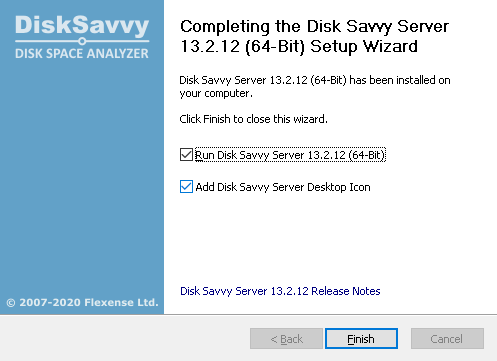 DiskSavvy
DISK SPACE ANALYZER
Completing the Disk Savvy Server
13.2.12 (64-Bit) Setup Wizard
Disk Savvy Server 13.2.12 (64-Bit) has been installed on
your computer.
Click Finish to close this wizard.
Run Disk Savvy Server 13.2.12 (64-Bit)
Add Disk Savvy Server Desktop Icon
Disk Savvy Server 13.2.12 Release Notes
© 2007-2020 Flexense Ltd.
< Back
Finish
Cancel